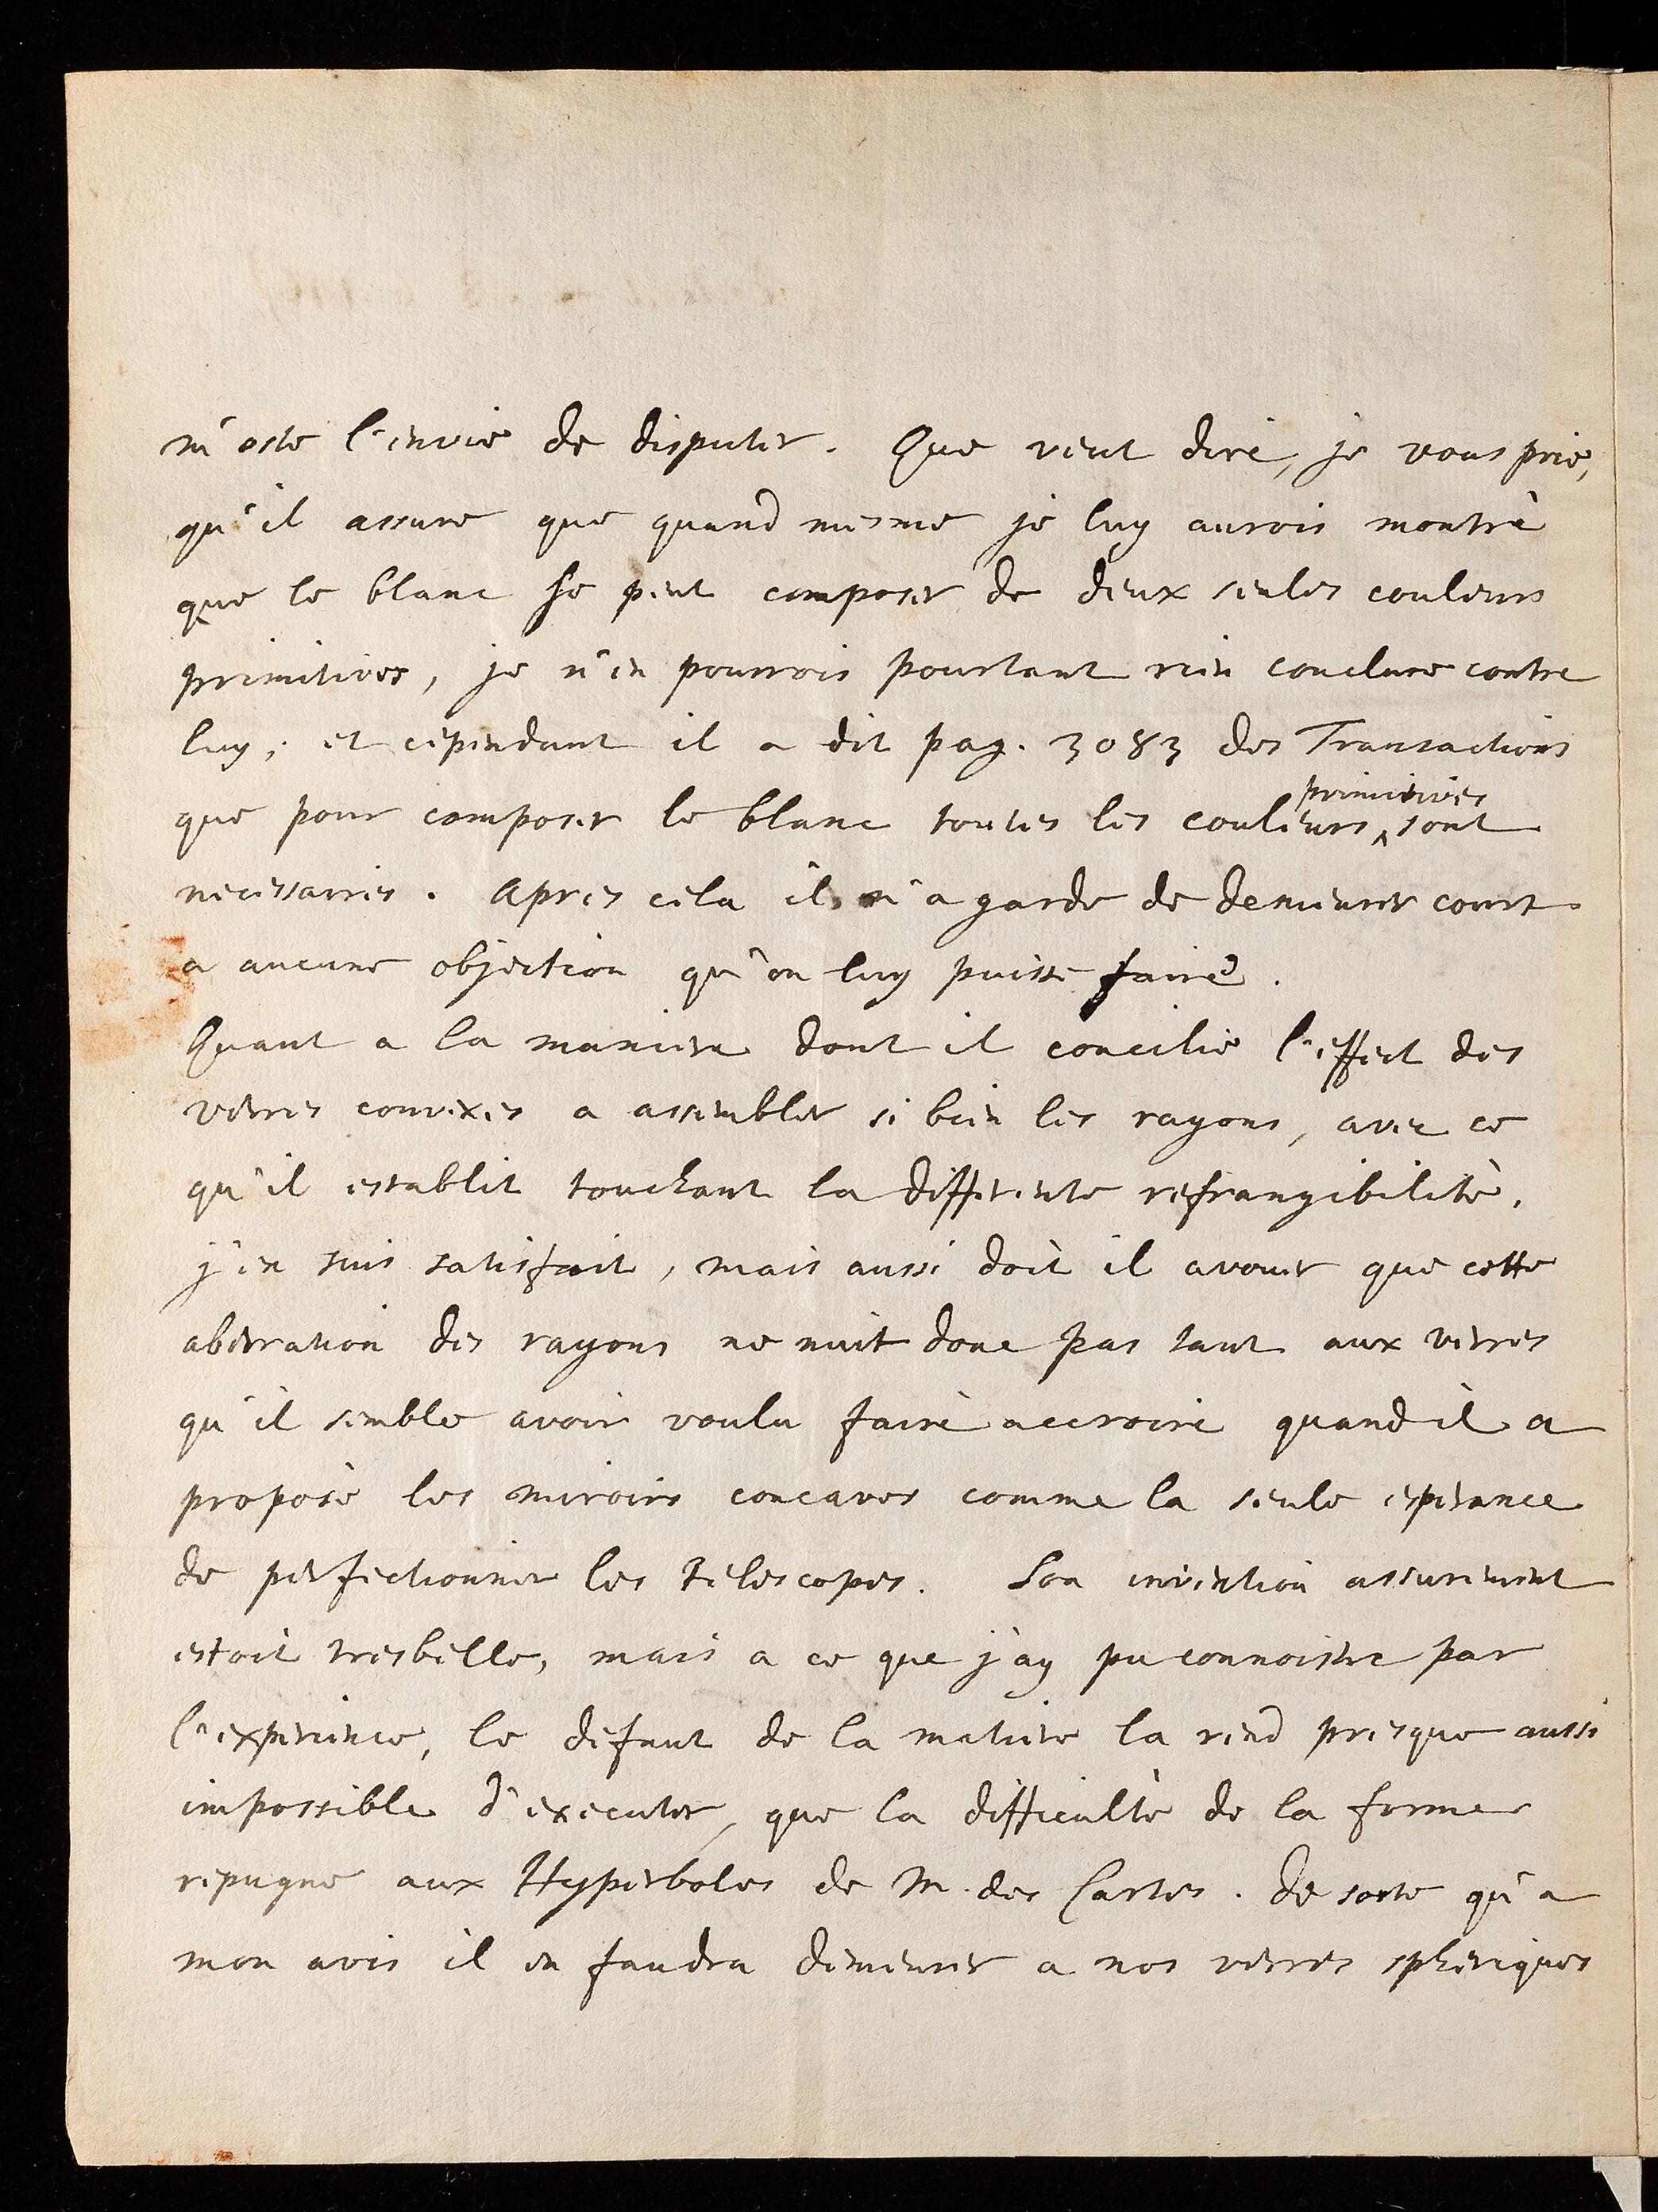 m'oste l'envie de disputer. Que veut dire, je vous prie,
qu'il assure que quand mesme je luy aurois montrè
que le blanc se peut composer de deux seules couleurs
primitives, je n'en pourrois pourtant rien conclure contre
luy; et cependant il a dit pag. 3083 des Transactions
primitives
que pour composer le blanc toutes les couleurs ‸ sont
necessaires. Apres cela il n'a garde de demeurer court
a aucune objection qu'on luy puisse faire.
Quant a la maniere dont il concilie l'effect des
verres convexes a assembler si bien les rayons, avec ce
qu'il establit touchant la differente refrangibilitè,
j'en suis satisfait, mais aussi doit il avouer que cette
aberration des rayons ne nuit donc pas tant aux verres
qu'il semble avoir voulu faire accroire quand il a
proposè les miroirs concaves comme la seule esperance
de perfectionner les telescopes. Son invention assurement
estoit tresbelle, mais a ce que j'ay pu connoistre par
l'experience, le defaut de la matiere la rend presque aussi
impossible d'executer, que la difficultè de la forme
repugne aux Hyperboles de M. des Cartes. de sorte qu'a
mon avis il en faudra demeurer a nos verres spheriques